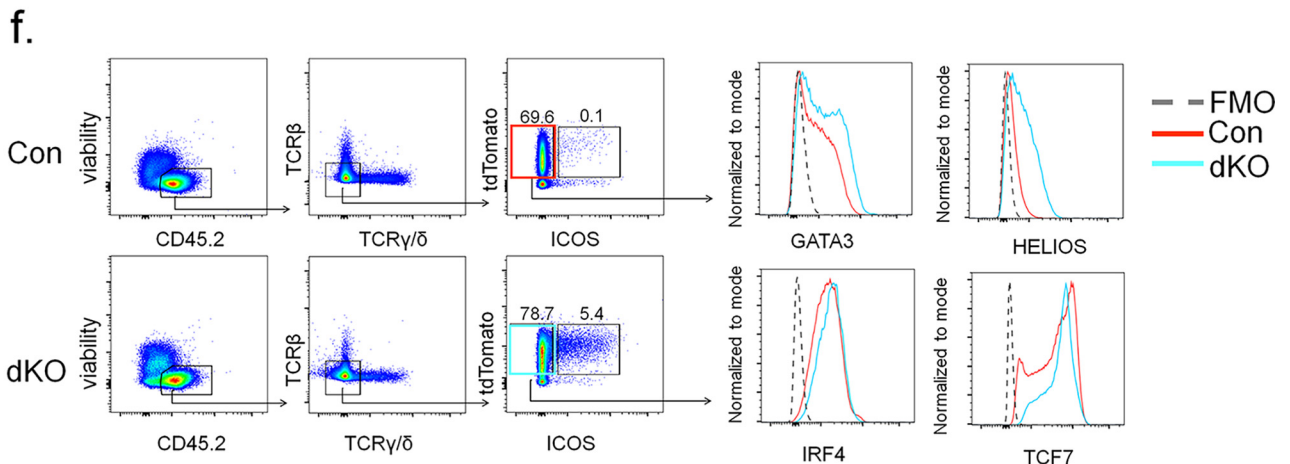 f.
Con
viability
CD45.2
TCRβ
TCRγ/δ
tdTomato
69.6 0.1
ICOS
Normalized to mode
GATA3
Normalized to mode
HELIOS
FMO
Con
dKO
dKO
viability
CD45.2
TCRβ
TCRγ/δ
tdTomato
78.7 5.4
ICOS
Normalized to mode
IRF4
Normalized to mode
TCF7